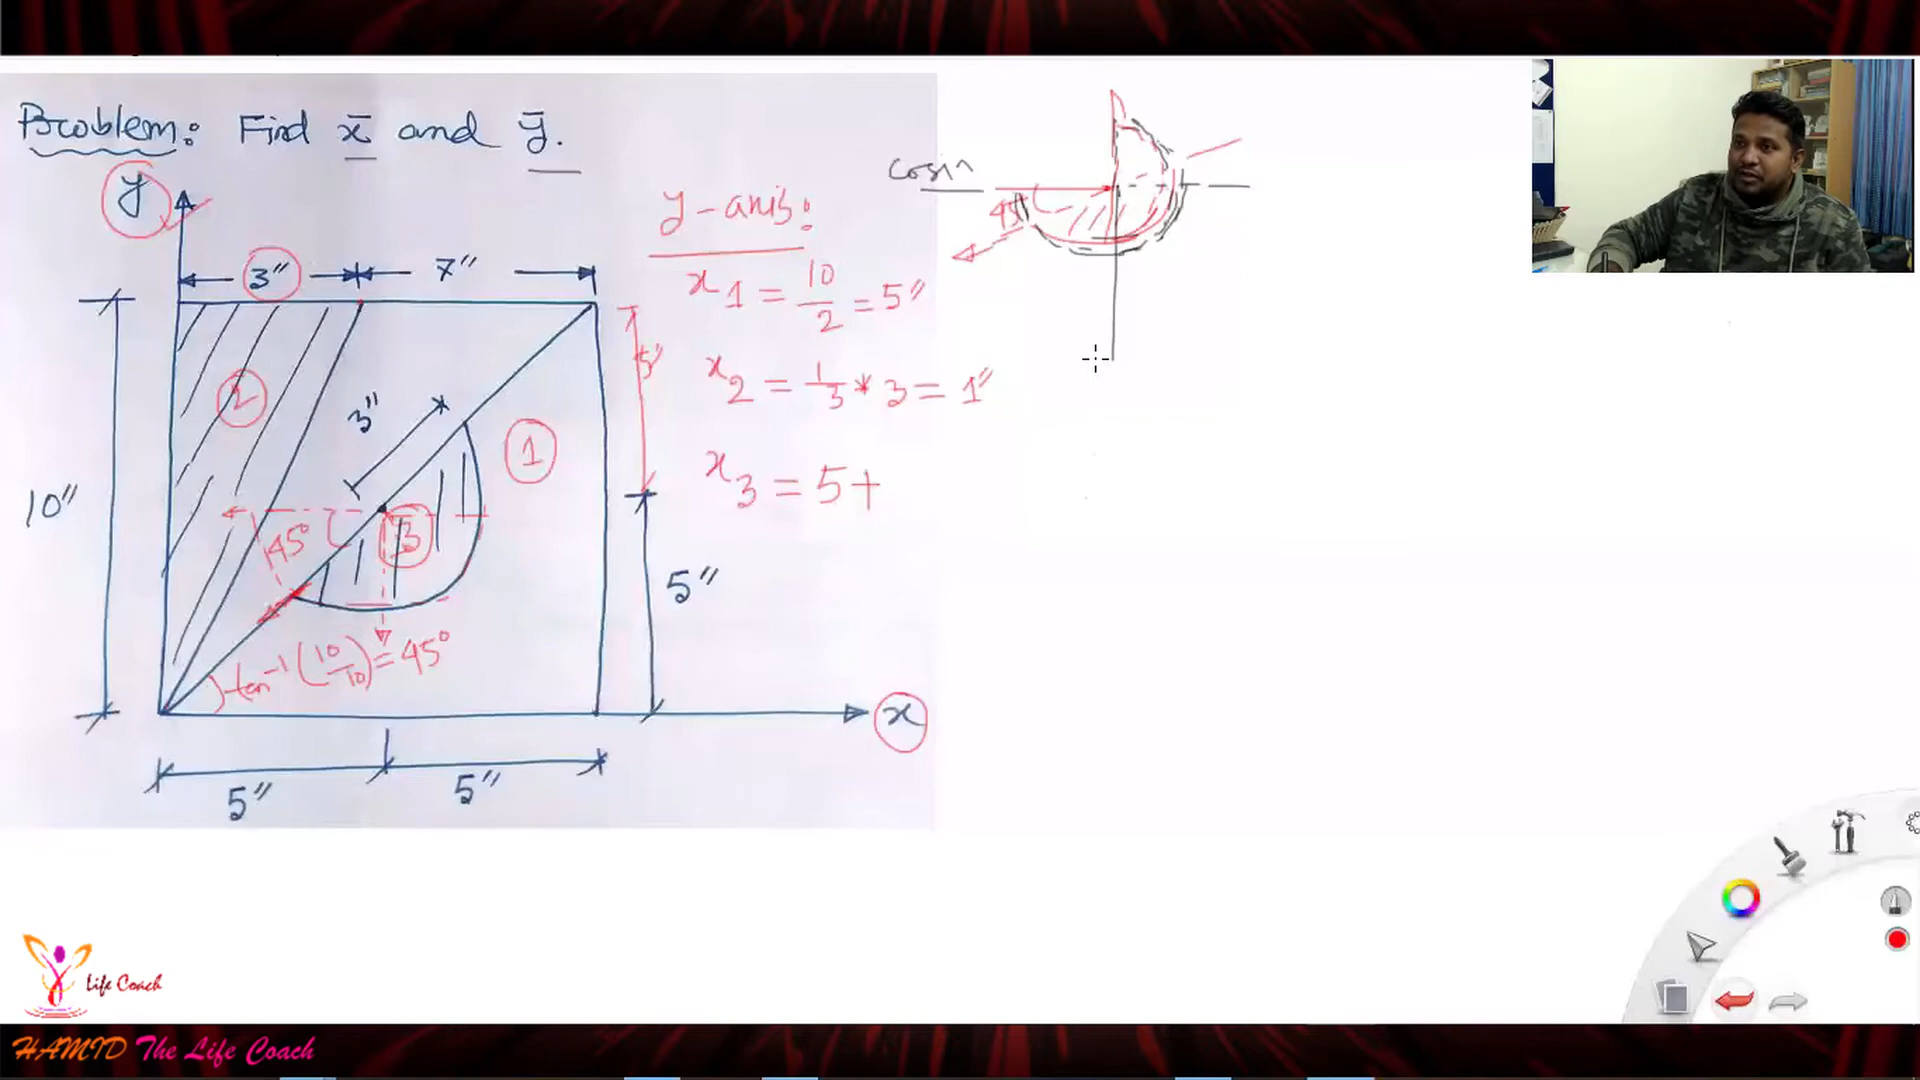 Problem: Find x̄ and ȳ.
y
3"
7"
10"
2
3"
1
45°
3
5"
5"
tan⁻¹(10/10) = 45°
x
5"
5"
y-axis:
x1 = 10/2 = 5"
x2 = 1/3 * 3 = 1"
x3 = 5+
45
Life Coach
HAMID The Life Coach